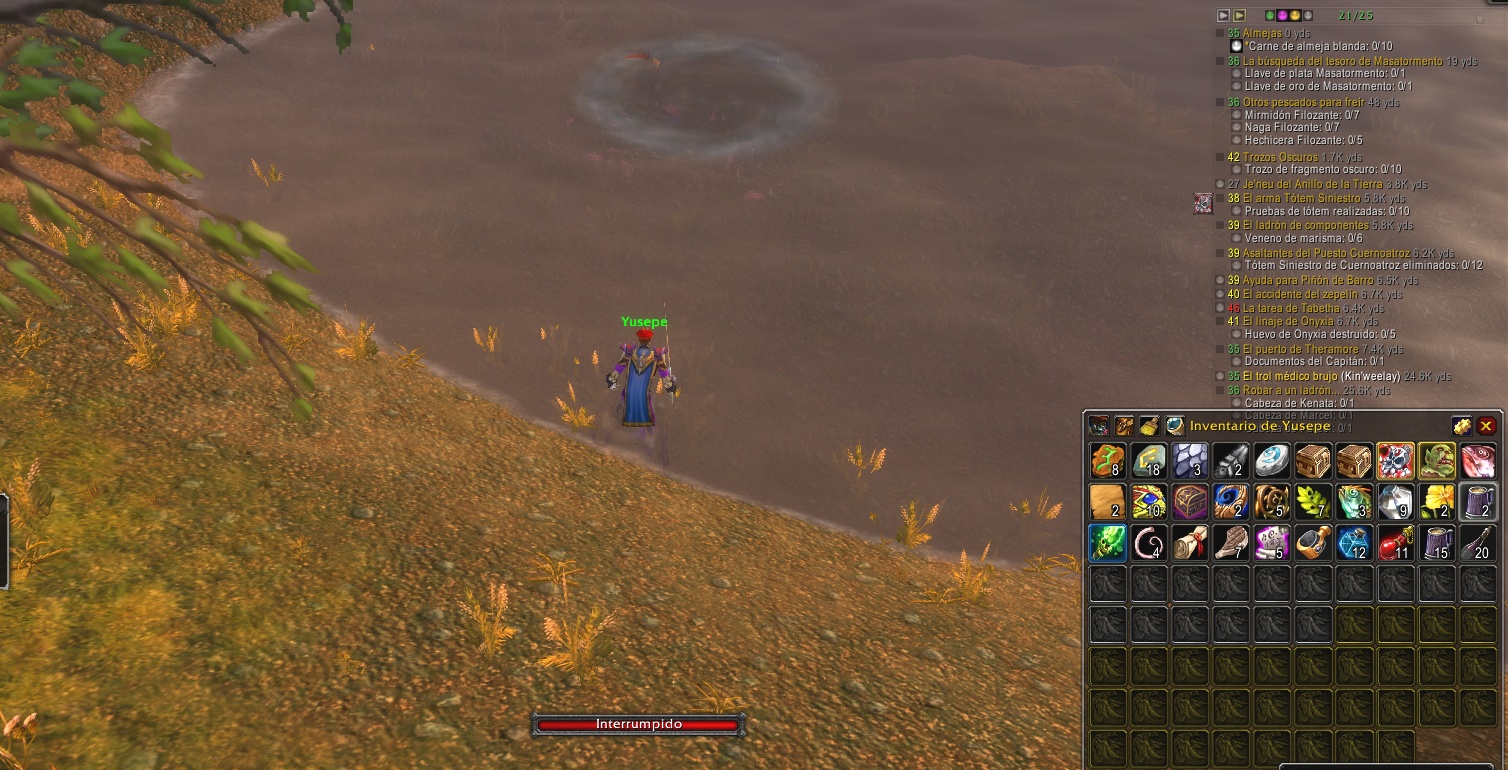 21/25
35 Almejas 0 yds
*Carne de almeja blanda: 0/10
36 La búsqueda del tesoro de Masatormento 19 yds
Llave de plata Masatormento: 0/1
Llave de oro de Masatormento: 0/1
36 Otros pescados para freír 48 yds
Mirmidón Filozante: 0/7
Naga Filozante: 0/7
Hechicera Filozante: 0/5
42 Trozos Oscuros 1.7K yds
Trozo de fragmento oscuro: 0/10
27 Je'neu del Anillo de la Tierra 3.8K yds
38 El arma Tótem Siniestro 5.8K yds
Pruebas de tótem realizadas: 0/10
39 El ladrón de componentes 5.8K yds
Veneno de marisma: 0/6
39 Asaltantes del Puesto Cuernoatroz 6.2K yds
Tótem Siniestro de Cuernoatroz eliminados: 0/12
39 Ayuda para Piñón de Barro 6.5K yds
40 El accidente del zepelín 6.7K yds
46 La tarea de Tabetha 6.4K yds
41 El linaje de Onyxia 6.7K yds
Huevo de Onyxia destruido: 0/5
35 El puerto de Theramore 7.4K yds
Documentos del Capitán: 0/1
35 El trol médico brujo (Kin'weelay) 24.6K yds
36 Robar a un ladrón... 25.6K yds
Cabeza de Kenata: 0/1
Cabeza de Marcel: 0/1
: 0/1
Yusepe
Inventario de Yusepe
8 18 3 2
2 10 2 5 7 3 9 2 2
4 7 5 12 11 15 20
Interrumpido